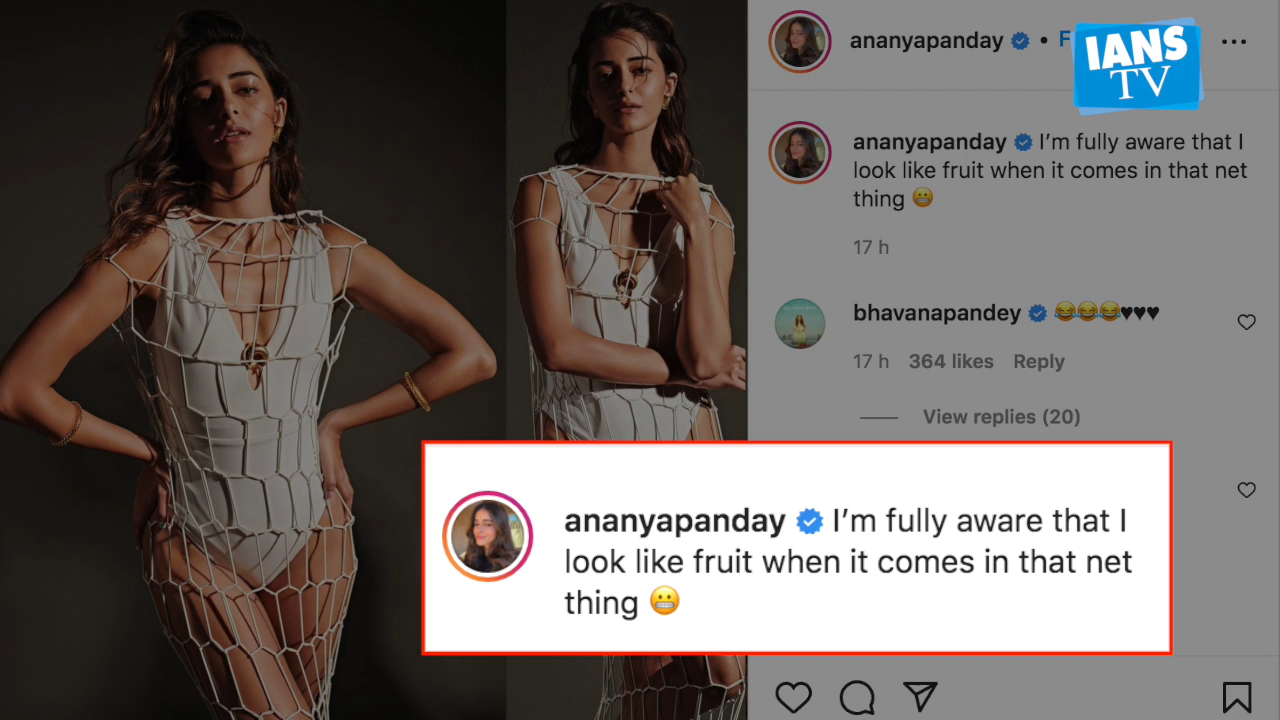 ananyapanday • F
IANS
TV
ananyapanday I’m fully aware that I
look like fruit when it comes in that net
thing 😬
17 h
bhavanapandey 😂😂😂♥♥♥
17 h 364 likes Reply
View replies (20)
ananyapanday I’m fully aware that I
look like fruit when it comes in that net
thing 😬